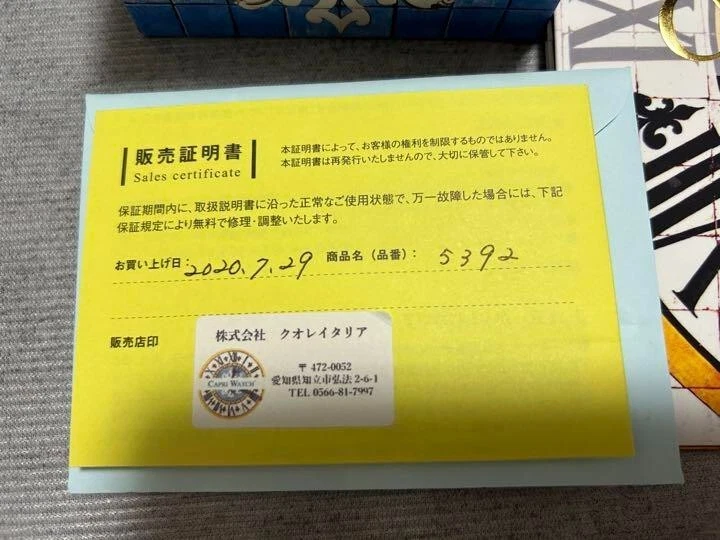 販売証明書
Sales certificate
本証明書によって、お客様の権利を制限するものではありません。
本証明書は再発行いたしませんので、大切に保管して下さい。
保証期間内に、取扱説明書に沿った正常なご使用状態で、万一故障した場合には、下記
保証規定により無料で修理・調整いたします。
お買い上げ日：2020.7.29 商品名（品番）：5392
販売店印
株式会社 クオレイタリア
〒472-0052
愛知県知立市弘法2-6-1
TEL 0566-81-7997
CAPRI WATCH